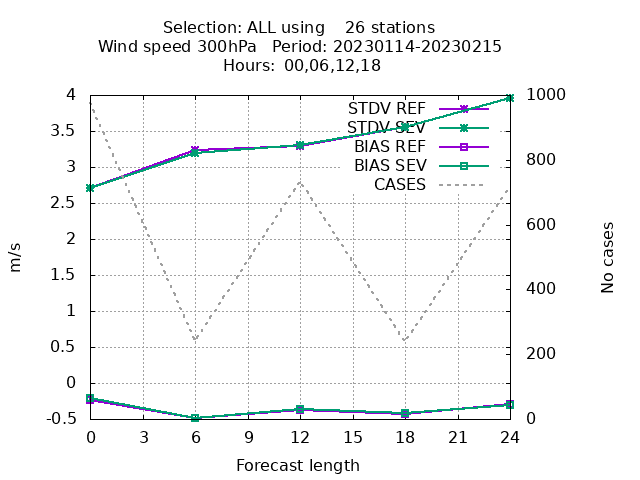 Selection: ALL using    26 stations
Wind speed 300hPa   Period: 20230114-20230215
Hours:  00,06,12,18
4
3.5
3
2.5
2
1.5
1
0.5
0
-0.5
1000
800
600
400
200
0
STDV REF
STDV SEV
BIAS REF
BIAS SEV
CASES
m/s
No cases
0 3 6 9 12 15 18 21 24
Forecast length